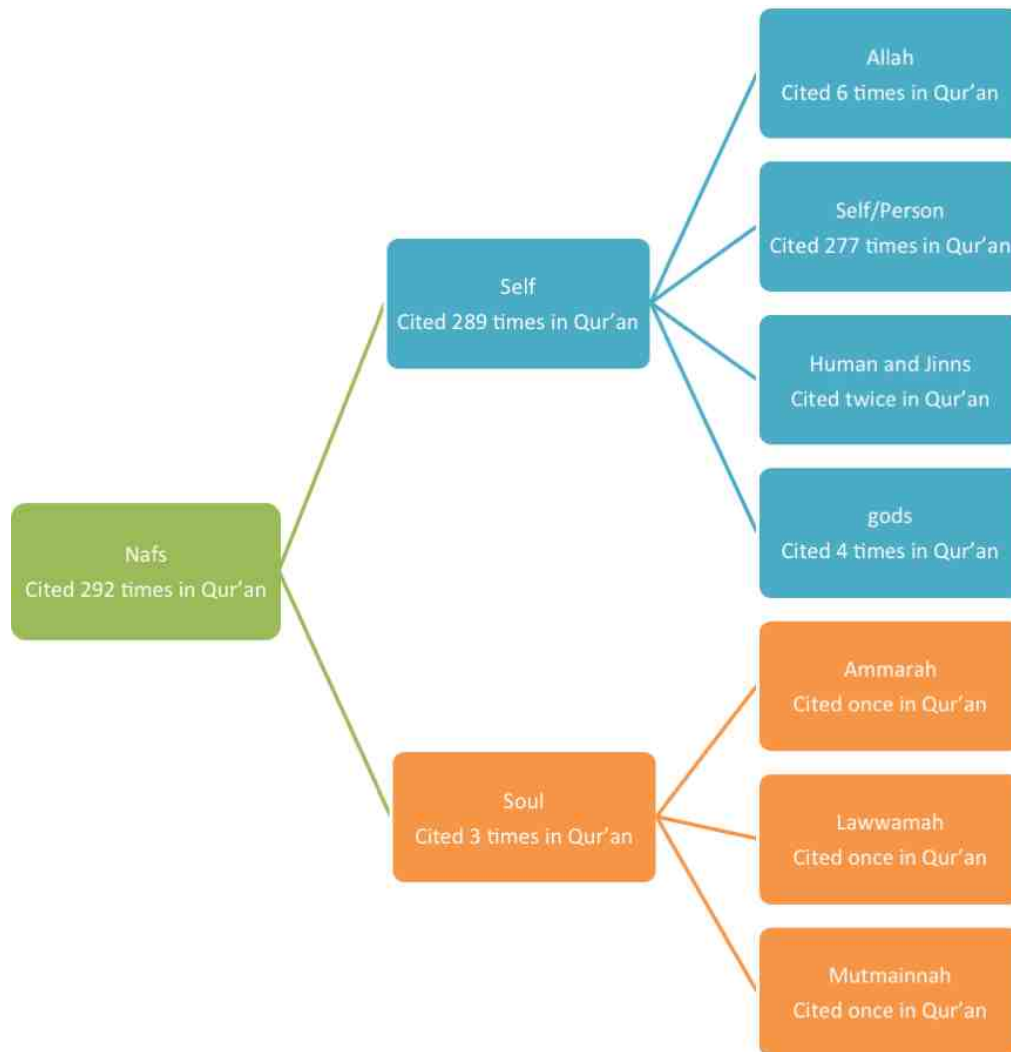 Nafs
Cited 292 times in Qur’an
Self
Cited 289 times in Qur’an
Allah
Cited 6 times in Qur’an
Self/Person
Cited 277 times in Qur’an
Human and Jinns
Cited twice in Qur’an
gods
Cited 4 times in Qur’an
Soul
Cited 3 times in Qur’an
Ammarah
Cited once in Qur’an
Lawwamah
Cited once in Qur’an
Mutmainnah
Cited once in Qur’an